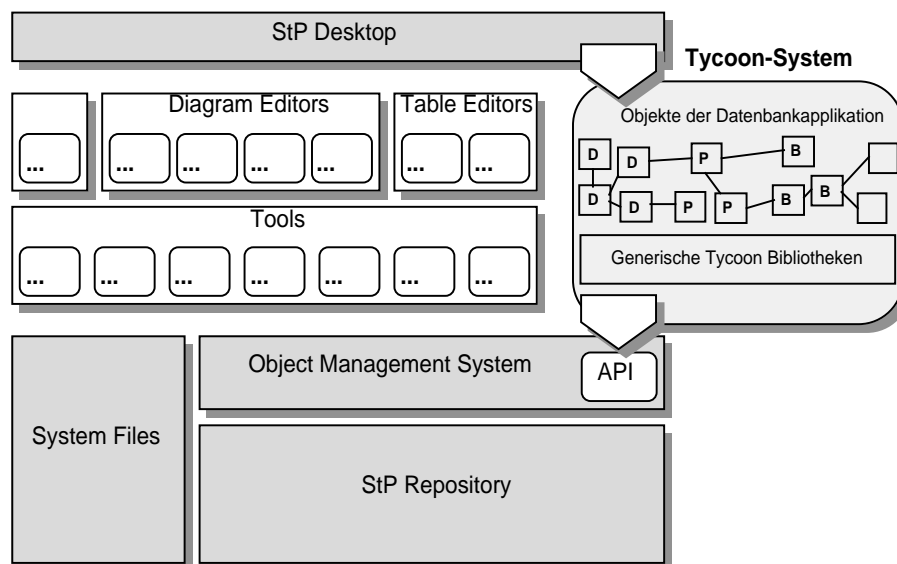 StP Desktop
Tycoon-System
Diagram Editors
Table Editors
... ... ... ... ... ... ...
Objekte der Datenbankapplikation
D D P B
D D P P B B
Generische Tycoon Bibliotheken
Tools
... ... ... ... ... ... ...
Object Management System
API
System Files
StP Repository